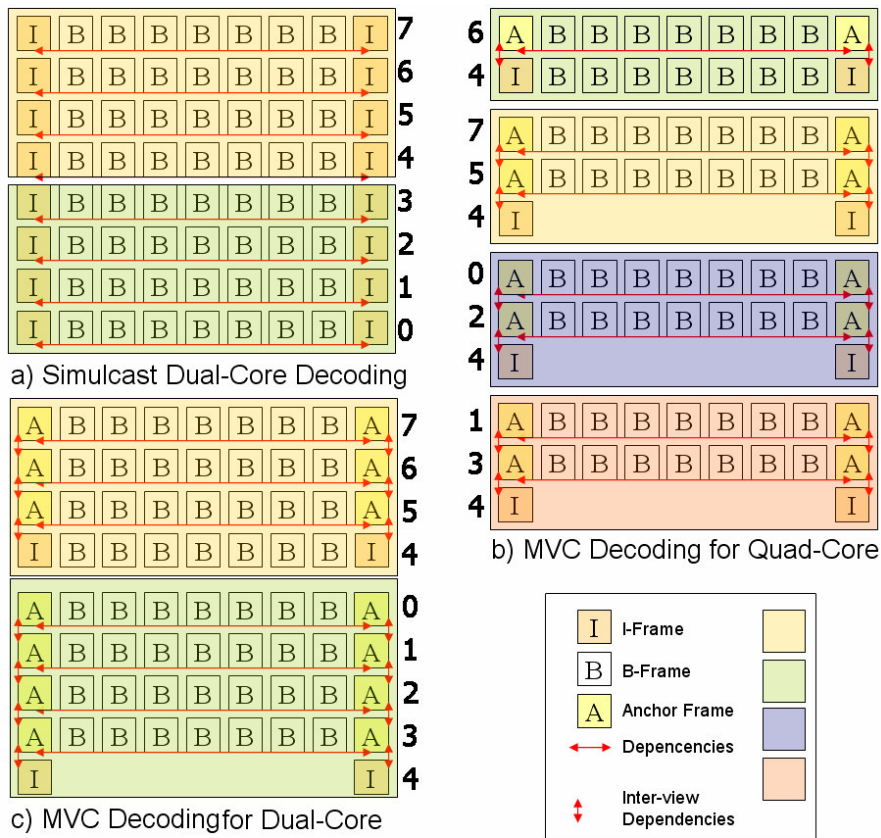 I B B B B B B B I 7
I B B B B B B B I 6
I B B B B B B B I 5
I B B B B B B B I 4
I B B B B B B B I 3
I B B B B B B B I 2
I B B B B B B B I 1
I B B B B B B B I 0
a) Simulcast Dual-Core Decoding
A B B B B B B B A 7
A B B B B B B B A 6
A B B B B B B B A 5
I B B B B B B B I 4
A B B B B B B B A 0
A B B B B B B B A 1
A B B B B B B B A 2
A B B B B B B B A 3
I I 4
c) MVC Decoding for Dual-Core
6 A B B B B B B B A
4 I B B B B B B B I
7 A B B B B B B B A
5 A B B B B B B B A
4 I I
0 A B B B B B B B A
2 A B B B B B B B A
4 I I
1 A B B B B B B B A
3 A B B B B B B B A
4 I I
b) MVC Decoding for Quad-Core
I I-Frame
B B-Frame
A Anchor Frame
Depencencies
Inter-view
Dependencies